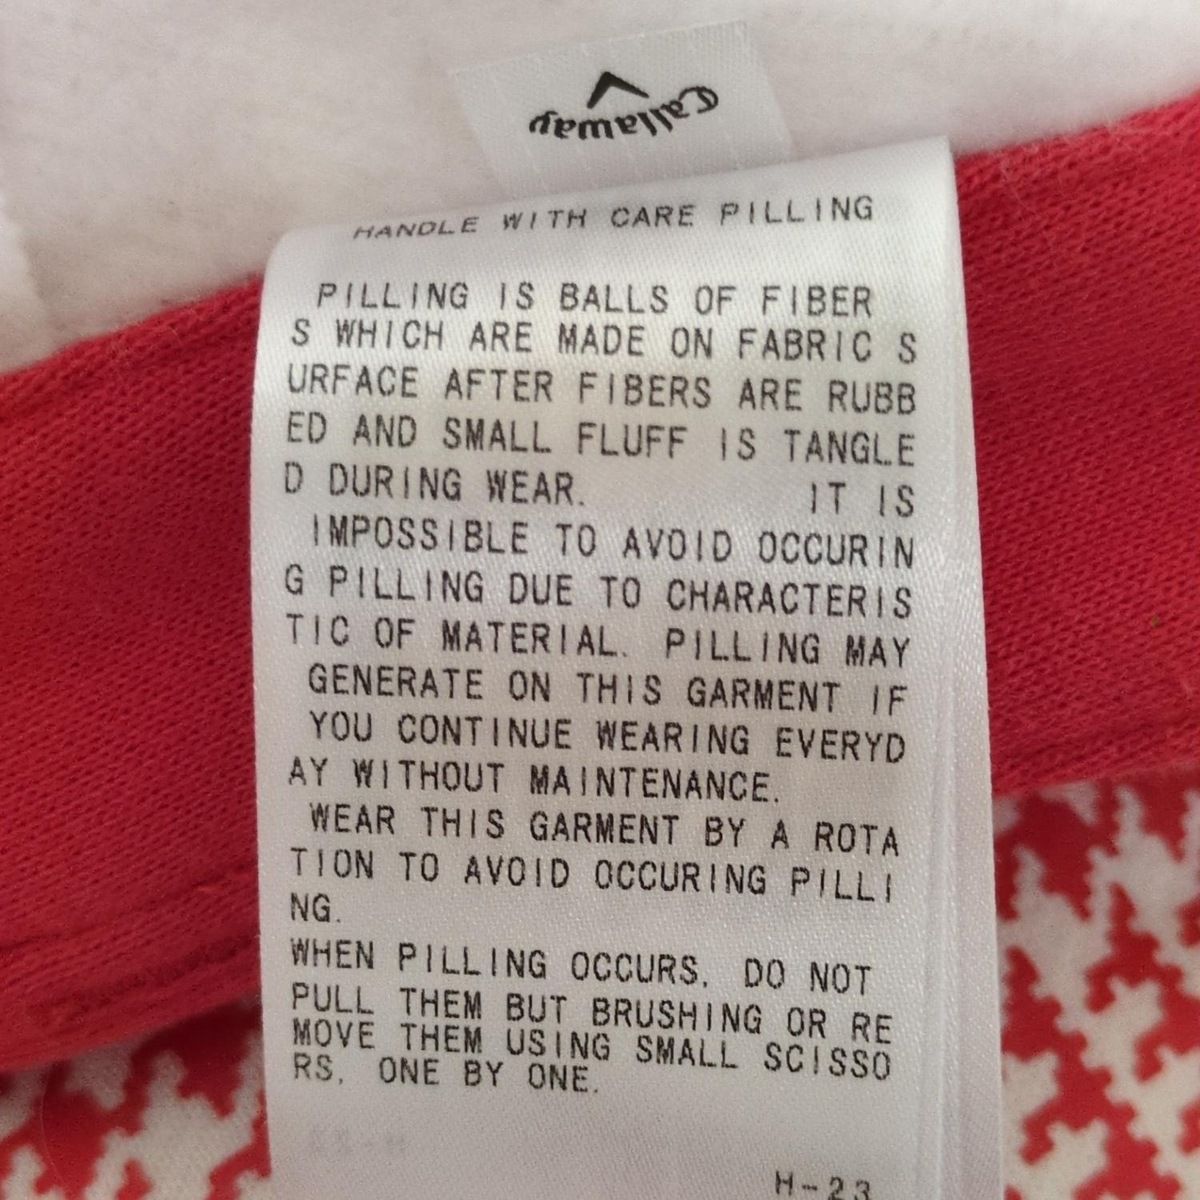 Callaway
HANDLE WITH CARE PILLING
PILLING IS BALLS OF FIBER
S WHICH ARE MADE ON FABRIC S
URFACE AFTER FIBERS ARE RUBB
ED AND SMALL FLUFF IS TANGLE
D DURING WEAR. IT IS
IMPOSSIBLE TO AVOID OCCURIN
G PILLING DUE TO CHARACTERIS
TIC OF MATERIAL. PILLING MAY
GENERATE ON THIS GARMENT IF
YOU CONTINUE WEARING EVERYD
AY WITHOUT MAINTENANCE.
WEAR THIS GARMENT BY A ROTA
TION TO AVOID OCCURING PILLI
NG.
WHEN PILLING OCCURS, DO NOT
PULL THEM BUT BRUSHING OR RE
MOVE THEM USING SMALL SCISSO
RS, ONE BY ONE.
H-23